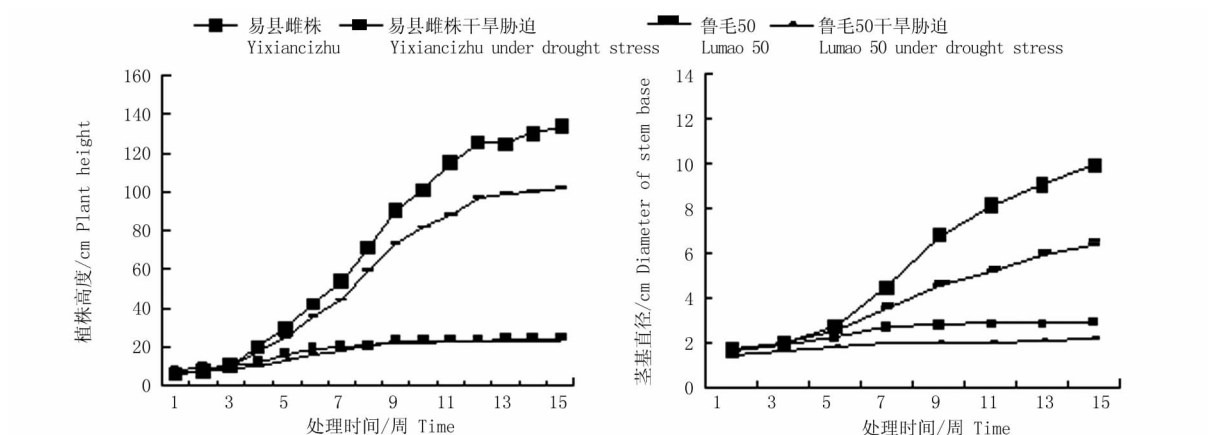 易县雌株 易县雌株干旱胁迫 鲁毛50 鲁毛50干旱胁迫
Yixiancizhu Yixiancizhu under drought stress Lumao 50 Lumao 50 under drought stress
植株高度/cm Plant height
160
140
120
100
80
60
40
20
0
1 3 5 7 9 11 13 15
处理时间/周 Time
茎基直径/cm Diameter of stem base
14
12
10
8
6
4
2
0
1 3 5 7 9 11 13 15
处理时间/周 Time